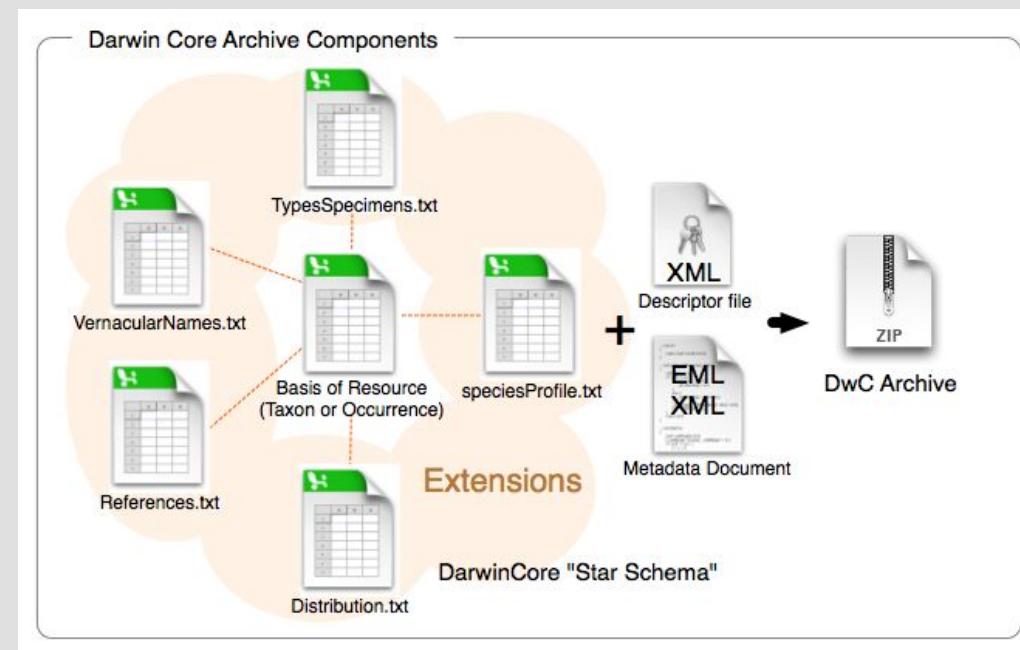 Darwin Core Archive Components
TypesSpecimens.txt
VernacularNames.txt
Basis of Resource
(Taxon or Occurrence)
speciesProfile.txt
References.txt
Extensions
Distribution.txt
DarwinCore "Star Schema"
+
XML
Descriptor file
EML
XML
Metadata Document
ZIP
DwC Archive